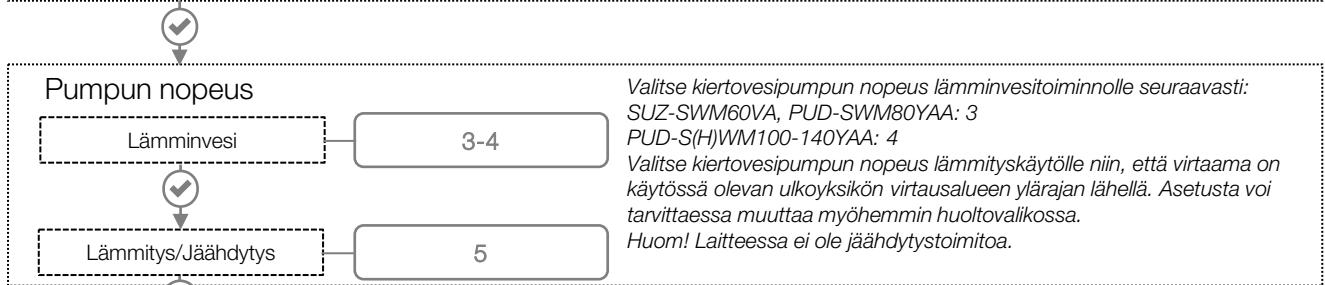 Pumpun nopeus
Lämminvesi
3-4
Lämmitys/Jäähdytys
5
Valitse kiertovesipumpun nopeus lämminvesitoiminnolle seuraavasti:
SUZ-SWM60VA, PUD-SWM80YAA: 3
PUD-S(H)WM100-140YAA: 4
Valitse kiertovesipumpun nopeus lämmityskäytölle niin, että virtaama on
käytössä olevan ulkoyksikön virtausalueen ylärajan lähellä. Asetusta voi
tarvittaessa muuttaa myöhemmin huoltovalikossa.
Huom! Laitteessa ei ole jäähdytystoimitoa.